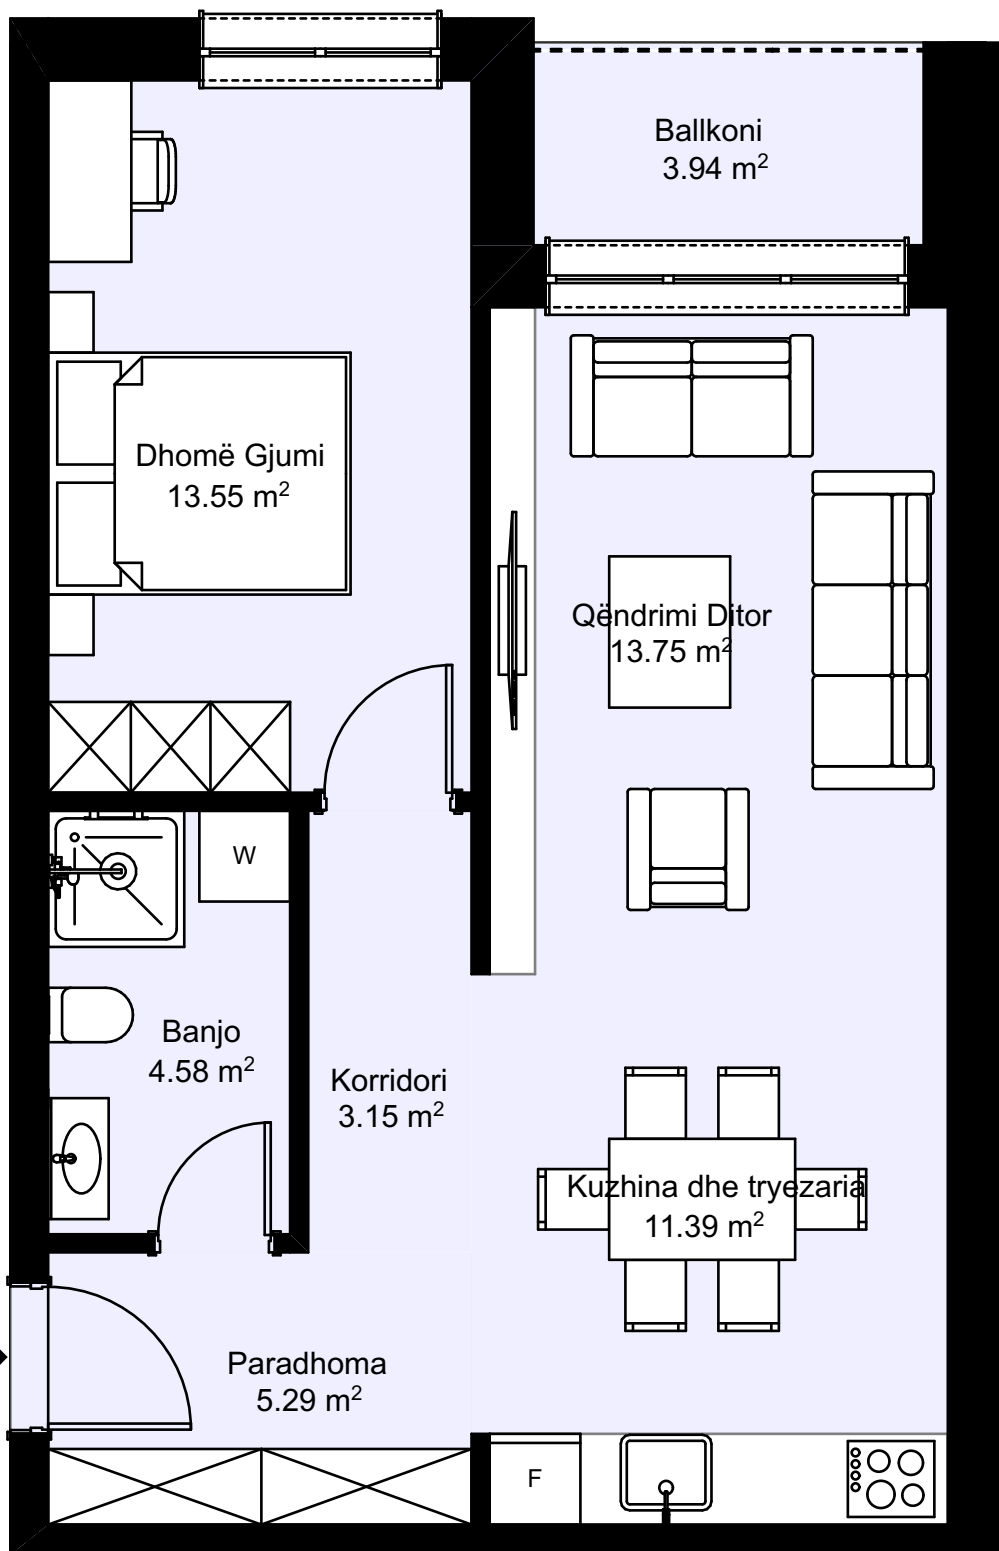 Ballkoni
3.94 m²
Dhomë Gjumi
13.55 m²
Qëndrimi Ditor
13.75 m²
W
Banjo
4.58 m²
Korridori
3.15 m²
Kuzhina dhe tryezaria
11.39 m²
Paradhoma
5.29 m²
F